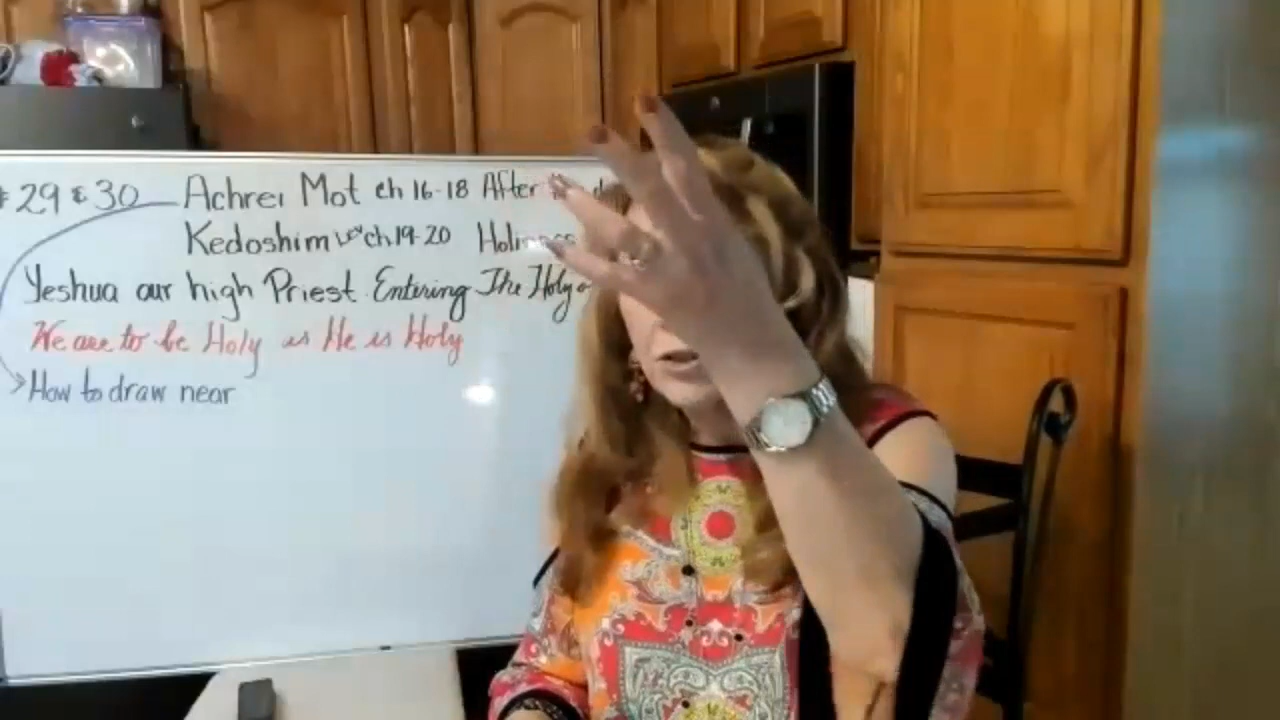 # 29 & 30 Achrei Mot ch 16-18 After
Kedoshim Lev ch 19-20 Holiness
Yeshua our high Priest. Entering The Holy
We are to be Holy as He is Holy
How to draw near